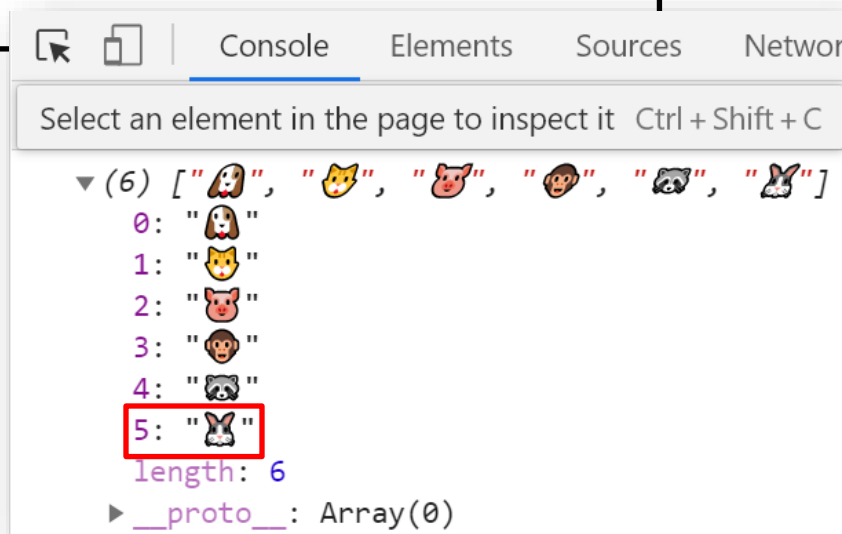 Console Elements Sources Networ
Select an element in the page to inspect it Ctrl + Shift + C
▼ (6) ["🐶", "🐱", "🐷", "🐵", "🦝", "🐰"]
0: "🐶"
1: "🐱"
2: "🐷"
3: "🐵"
4: "🦝"
5: "🐰"
length: 6
▶ __proto__: Array(0)